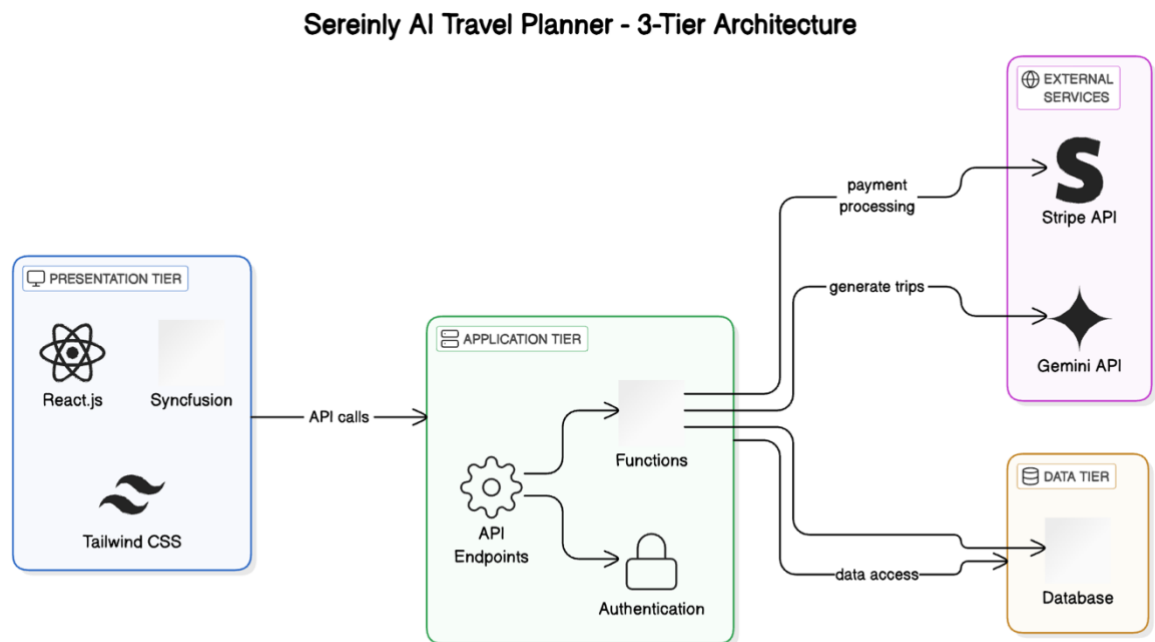 Sereinly AI Travel Planner - 3-Tier Architecture
EXTERNAL
SERVICES
payment
processing
Stripe API
PRESENTATION TIER
generate trips
APPLICATION TIER
Gemini API
React.js
Syncfusion
API calls
Functions
DATA TIER
API
Endpoints
Tailwind CSS
data access
Database
Authentication